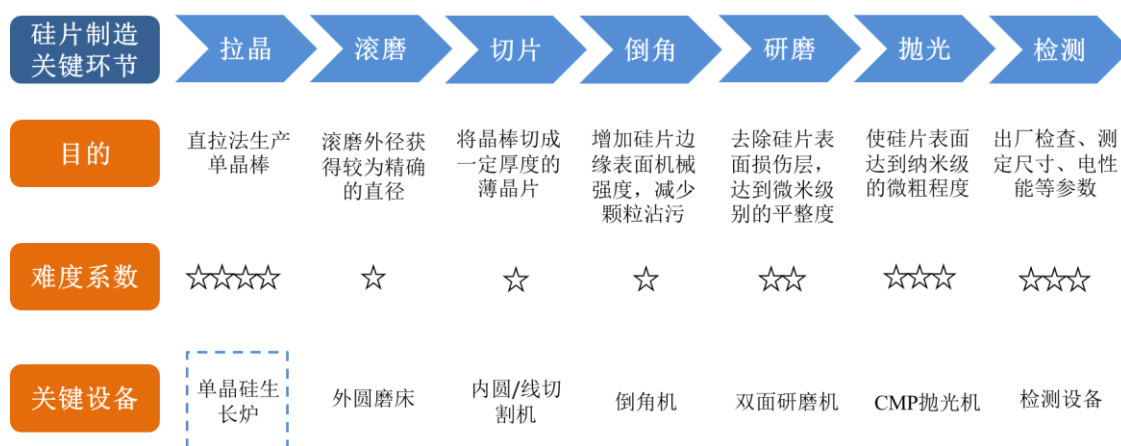 硅片制造
关键环节
拉晶
滚磨
切片
倒角
研磨
抛光
检测
目的
直拉法生产
单晶棒
滚磨外径获
得较为精确
的直径
将晶棒切成
一定厚度的
薄晶片
增加硅片边
缘表面机械
强度，减少
颗粒沾污
去除硅片表
面损伤层，
达到微米级
别的平整度
使硅片表面
达到纳米级
的微粗程度
出厂检查、测
定尺寸、电性
能等参数
难度系数
☆☆☆☆
☆
☆
☆
☆☆
☆☆☆
☆☆☆
关键设备
单晶硅生
长炉
外圆磨床
内圆/线切
割机
倒角机
双面研磨机
CMP抛光机
检测设备